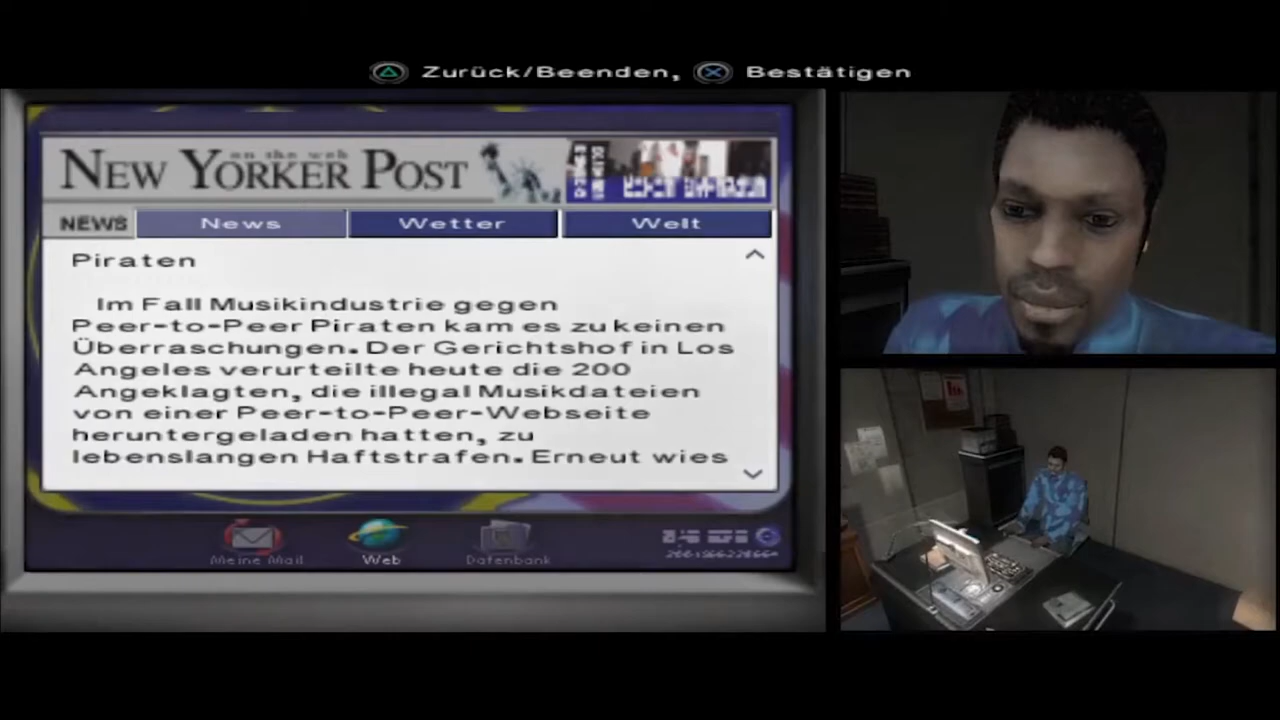 Zurück/Beenden, Bestätigen
on the web
NEW YORKER POST
NEWS News Wetter Welt
Piraten
Im Fall Musikindustrie gegen
Peer-to-Peer Piraten kam es zu keinen
Überraschungen. Der Gerichtshof in Los
Angeles verurteilte heute die 200
Angeklagten, die illegal Musikdateien
von einer Peer-to-Peer-Webseite
heruntergeladen hatten, zu
lebenslangen Haftstrafen. Erneut wies
Meine Mail Web Datenbank